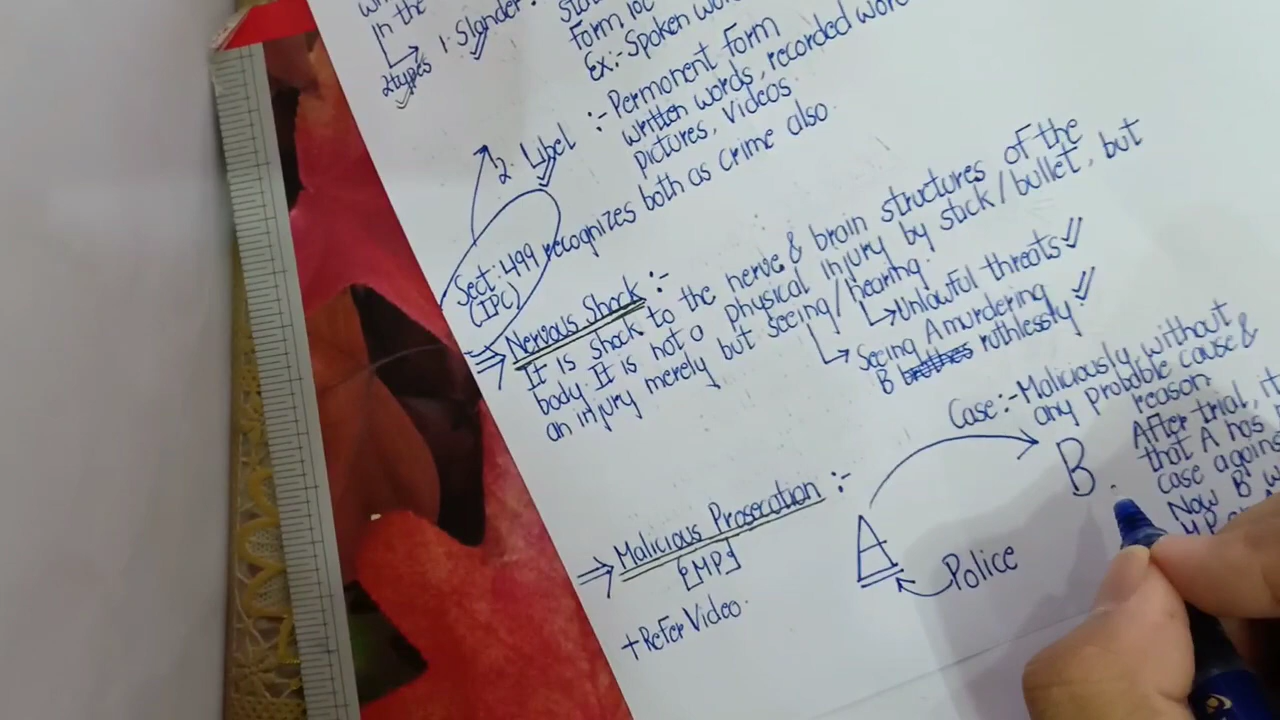 In the
2types
1. Slander :
Form
Ex:- Spoken
2. Libel :- Permanent form
written words, recorded
pictures, videos.
Sect: 499 recognizes both as crime also.
(IPC)
Nervous Shock :-
It is shock to the nerve & brain structures of the
body. It is not a physical injury by stick/bullet, but
an injury merely but seeing/hearing.
Unlawful threats
Seeing A murdering
B ruthlessly
Malicious Prosecution :-
[MP]
+ Refer Video.
A
Police
Case:- Maliciously, without
any probable cause &
reason
B
After trial, it
that A has
case against
Now B